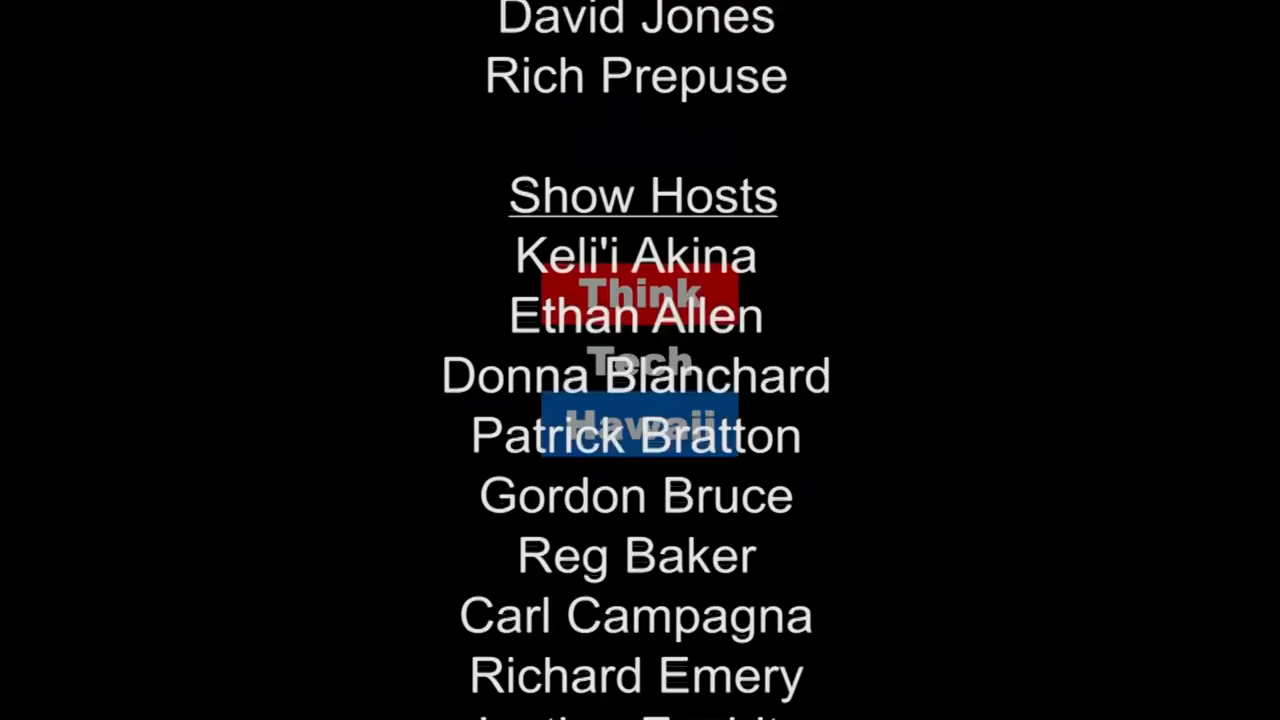 David Jones
Rich Prepuse
Show Hosts
Keli'i Akina
Think
Ethan Allen
Tech
Donna Blanchard
Hawaii
Patrick Bratton
Gordon Bruce
Reg Baker
Carl Campagna
Richard Emery